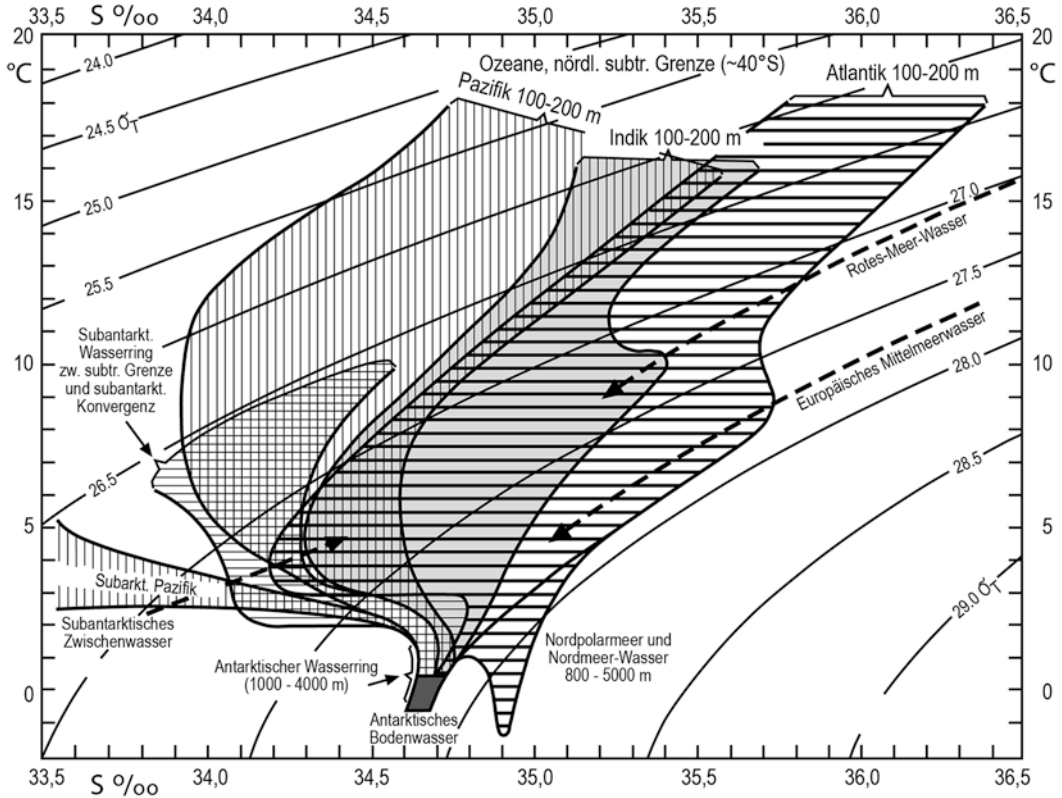 33,5 S ‰ 34,0 34,5 35,0 35,5 36,0 36,5
20 20
°C °C
24.0
Ozeane, nördl. subtr. Grenze (~40°S)
Atlantik 100-200 m
Pazifik 100-200 m
24.5 σT
Indik 100-200 m
15 15
25.0
27.0
Rotes-Meer-Wasser
25.5
27.5
Subantarkt.
Wasserring
zw. subtr. Grenze
und subantarkt.
Konvergenz
10 10
Europäisches Mittelmeerwasser
28.0
26.5
28.5
5 5
Subarkt. Pazifik
29.0 σT
Subantarktisches
Zwischenwasser
Nordpolarmeer und
Nordmeer-Wasser
800 - 5000 m
Antarktischer Wasserring
(1000 - 4000 m)
0 0
Antarktisches
Bodenwasser
33,5 S ‰ 34,0 34,5 35,0 35,5 36,0 36,5